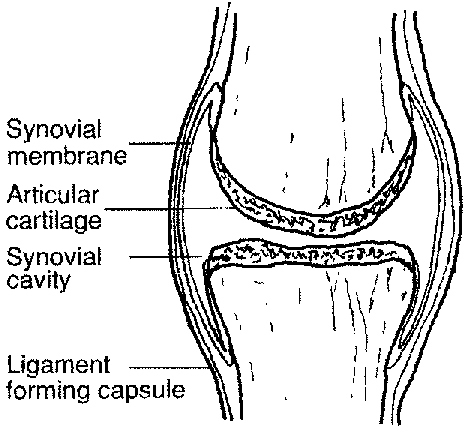 Synovial
membrane
Articular
cartilage
Synovial
cavity
Ligament
forming capsule